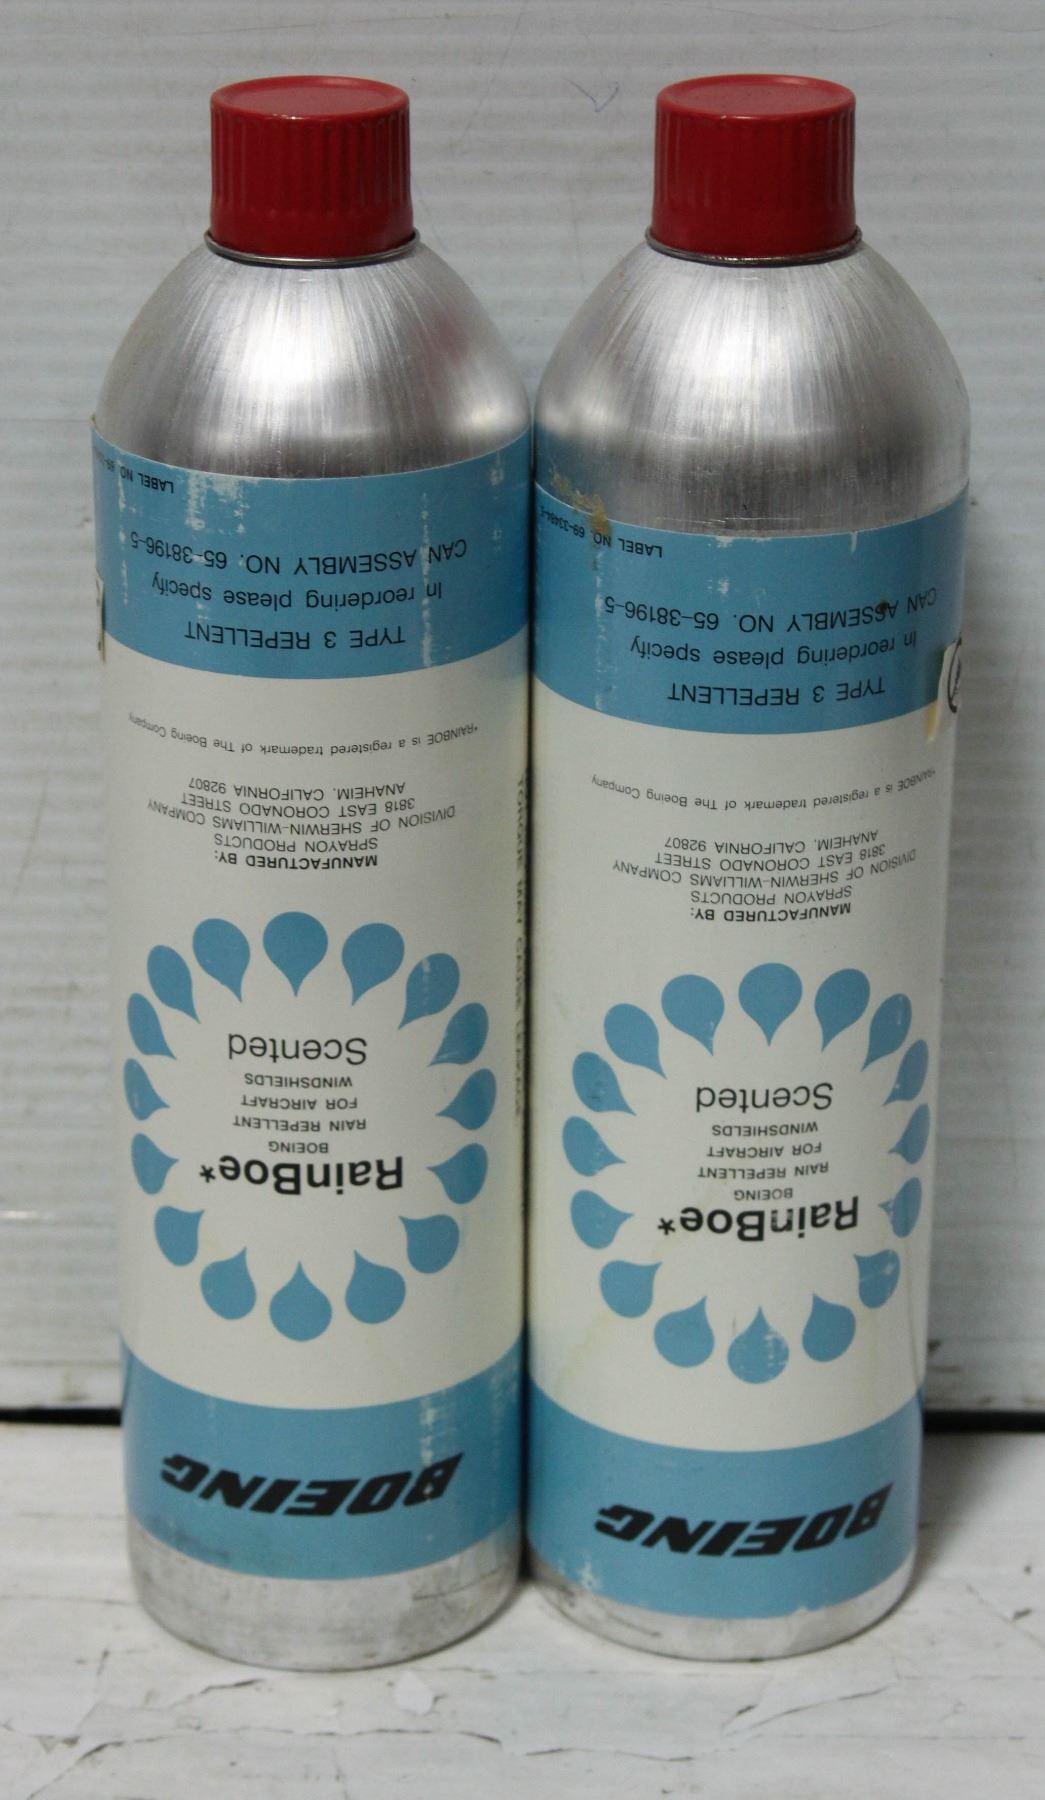 BOEING
RainBoe*
BOEING
RAIN REPELLENT
FOR AIRCRAFT
WINDSHIELDS
Scented
MANUFACTURED BY:
SPRAYON PRODUCTS
DIVISION OF SHERWIN-WILLIAMS COMPANY
3818 EAST CORONADO STREET
ANAHEIM, CALIFORNIA 92807
*RAINBOE is a registered trademark of The Boeing Company
TYPE 3 REPELLENT
In reordering please specify
CAN ASSEMBLY NO. 65-38196-5
LABEL NO.
BOEING
RainBoe*
BOEING
RAIN REPELLENT
FOR AIRCRAFT
WINDSHIELDS
Scented
MANUFACTURED BY:
SPRAYON PRODUCTS
DIVISION OF SHERWIN-WILLIAMS COMPANY
3818 EAST CORONADO STREET
ANAHEIM, CALIFORNIA 92807
*RAINBOE is a registered trademark of The Boeing Company
TYPE 3 REPELLENT
In reordering please specify
CAN ASSEMBLY NO. 65-38196-5
LABEL NO.